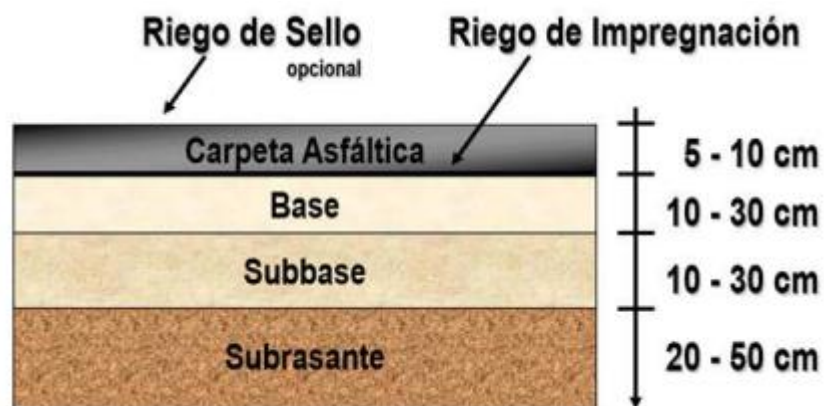 Riego de Sello
opcional
Riego de Impregnación
Carpeta Asfáltica
5 - 10 cm
Base
10 - 30 cm
Subbase
10 - 30 cm
Subrasante
20 - 50 cm